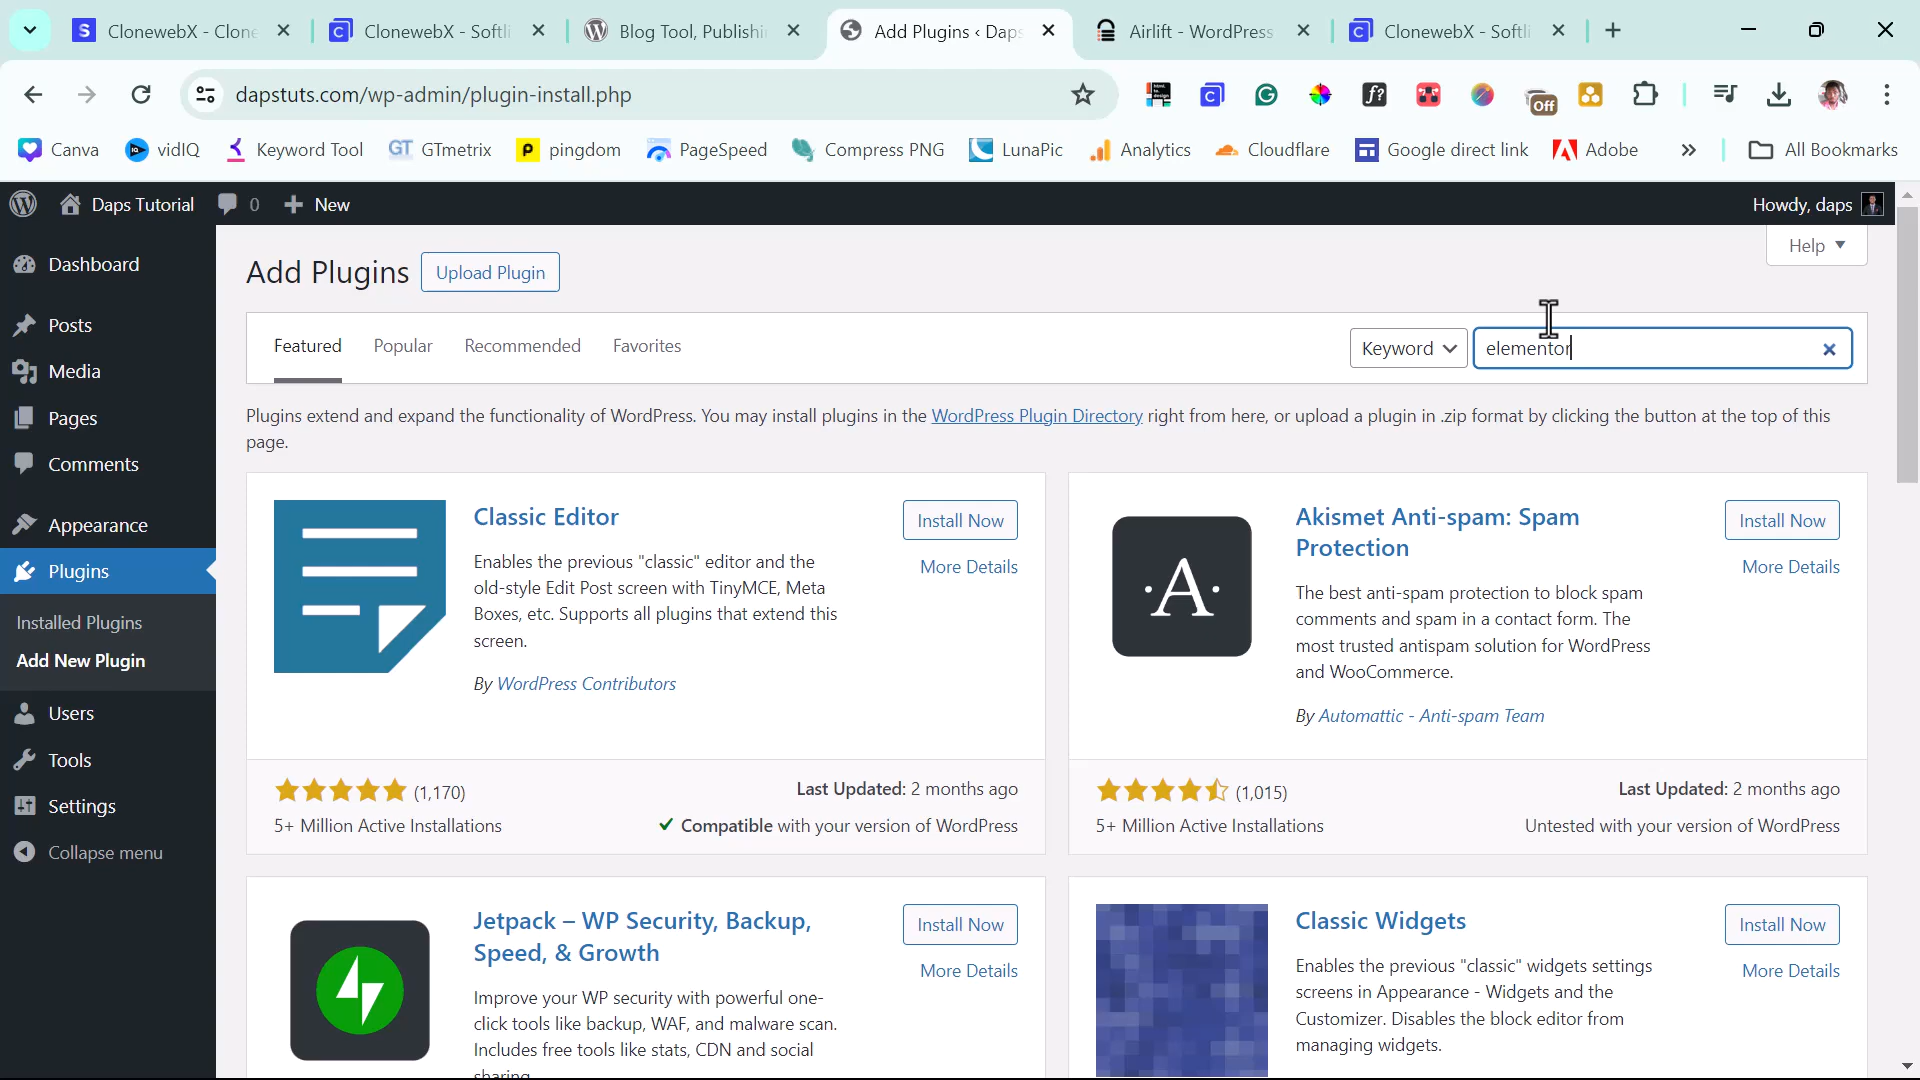 ClonewebX - Clone
ClonewebX - Softli
Blog Tool, Publishi
Add Plugins ‹ Daps
Airlift - WordPress
ClonewebX - Softli
dapstuts.com/wp-admin/plugin-install.php
Off
Canva
vidIQ
Keyword Tool
GTmetrix
pingdom
PageSpeed
Compress PNG
LunaPic
Analytics
Cloudflare
Google direct link
Adobe
All Bookmarks
Daps Tutorial
0
New
Howdy, daps
Dashboard
Posts
Media
Pages
Comments
Appearance
Plugins
Installed Plugins
Add New Plugin
Users
Tools
Settings
Collapse menu
Help
Add Plugins
Upload Plugin
Featured
Popular
Recommended
Favorites
Keyword
elementor
Plugins extend and expand the functionality of WordPress. You may install plugins in the WordPress Plugin Directory right from here, or upload a plugin in .zip format by clicking the button at the top of this
page.
Classic Editor
Install Now
More Details
Enables the previous "classic" editor and the
old-style Edit Post screen with TinyMCE, Meta
Boxes, etc. Supports all plugins that extend this
screen.
By WordPress Contributors
(1,170)
5+ Million Active Installations
Last Updated: 2 months ago
Compatible with your version of WordPress
·A·
Akismet Anti-spam: Spam
Protection
Install Now
More Details
The best anti-spam protection to block spam
comments and spam in a contact form. The
most trusted antispam solution for WordPress
and WooCommerce.
By Automattic - Anti-spam Team
(1,015)
5+ Million Active Installations
Last Updated: 2 months ago
Untested with your version of WordPress
Jetpack – WP Security, Backup,
Speed, & Growth
Install Now
More Details
Improve your WP security with powerful one-
click tools like backup, WAF, and malware scan.
Includes free tools like stats, CDN and social
sharing.
Classic Widgets
Install Now
More Details
Enables the previous "classic" widgets settings
screens in Appearance - Widgets and the
Customizer. Disables the block editor from
managing widgets.